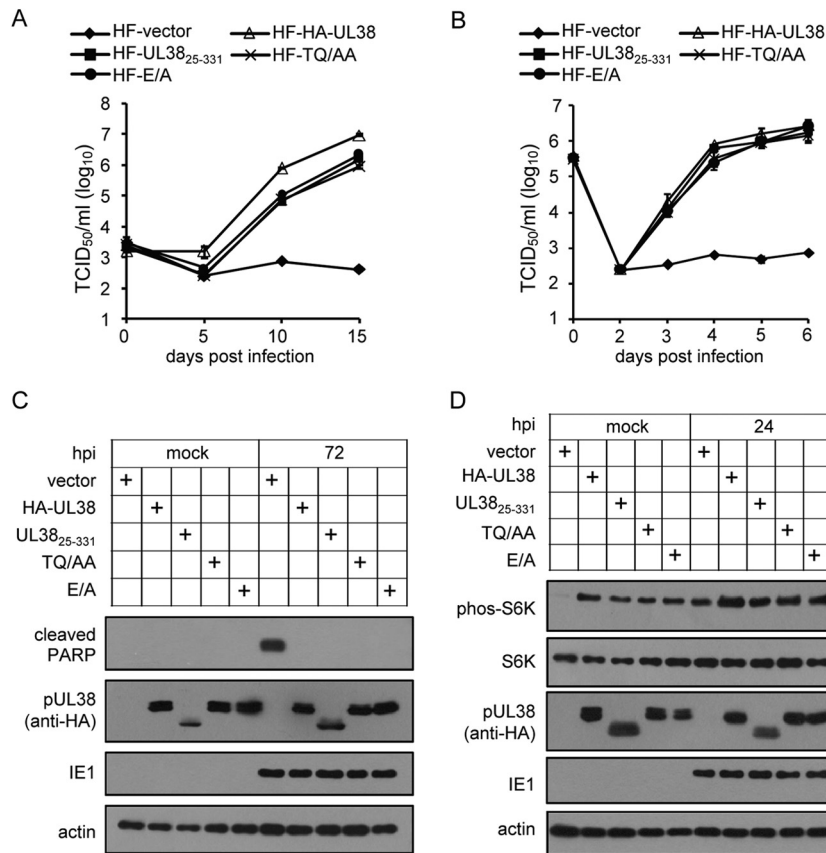 A
HF-vector
HF-HA-UL38
HF-UL38₂₅₋₃₃₁
HF-TQ/AA
HF-E/A
TCID₅₀/ml (log₁₀)
8
7
6
5
4
3
2
1
0
5
10
15
days post infection
B
HF-vector
HF-HA-UL38
HF-UL38₂₅₋₃₃₁
HF-TQ/AA
HF-E/A
TCID₅₀/ml (log₁₀)
7
6
5
4
3
2
1
0
2
3
4
5
6
days post infection
C
hpi mock 72
vector + +
HA-UL38 + +
UL38₂₅₋₃₃₁ + +
TQ/AA + +
E/A + +
cleaved
PARP
pUL38
(anti-HA)
IE1
actin
D
hpi mock 24
vector + +
HA-UL38 + +
UL38₂₅₋₃₃₁ + +
TQ/AA + +
E/A + +
phos-S6K
S6K
pUL38
(anti-HA)
IE1
actin